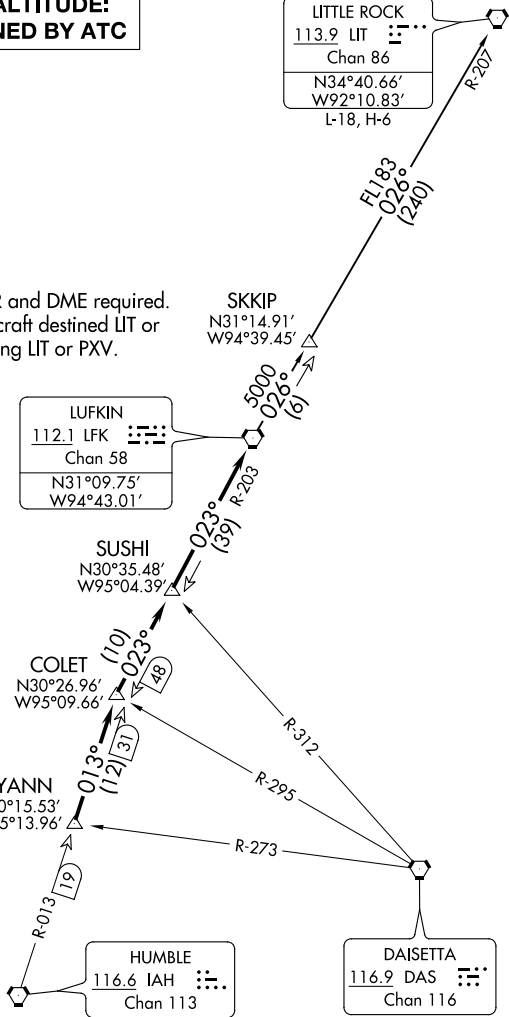 ALTITUDE:
NED BY ATC
LITTLE ROCK
113.9 LIT
Chan 86
N34°40.66'
W92°10.83'
L-18, H-6
R-207
FL183
026°
(240)
R and DME required.
craft destined LIT or
ng LIT or PXV.
SKKIP
N31°14.91'
W94°39.45'
5000
026°
(6)
LUFKIN
112.1 LFK
Chan 58
N31°09.75'
W94°43.01'
R-203
023°
(39)
SUSHI
N30°35.48'
W95°04.39'
(10)
023°
48
COLET
N30°26.96'
W95°09.66'
013°
(12)
31
R-312
R-295
R-273
YANN
0°15.53'
5°13.96'
R-013
19
HUMBLE
116.6 IAH
Chan 113
DAISETTA
116.9 DAS
Chan 116